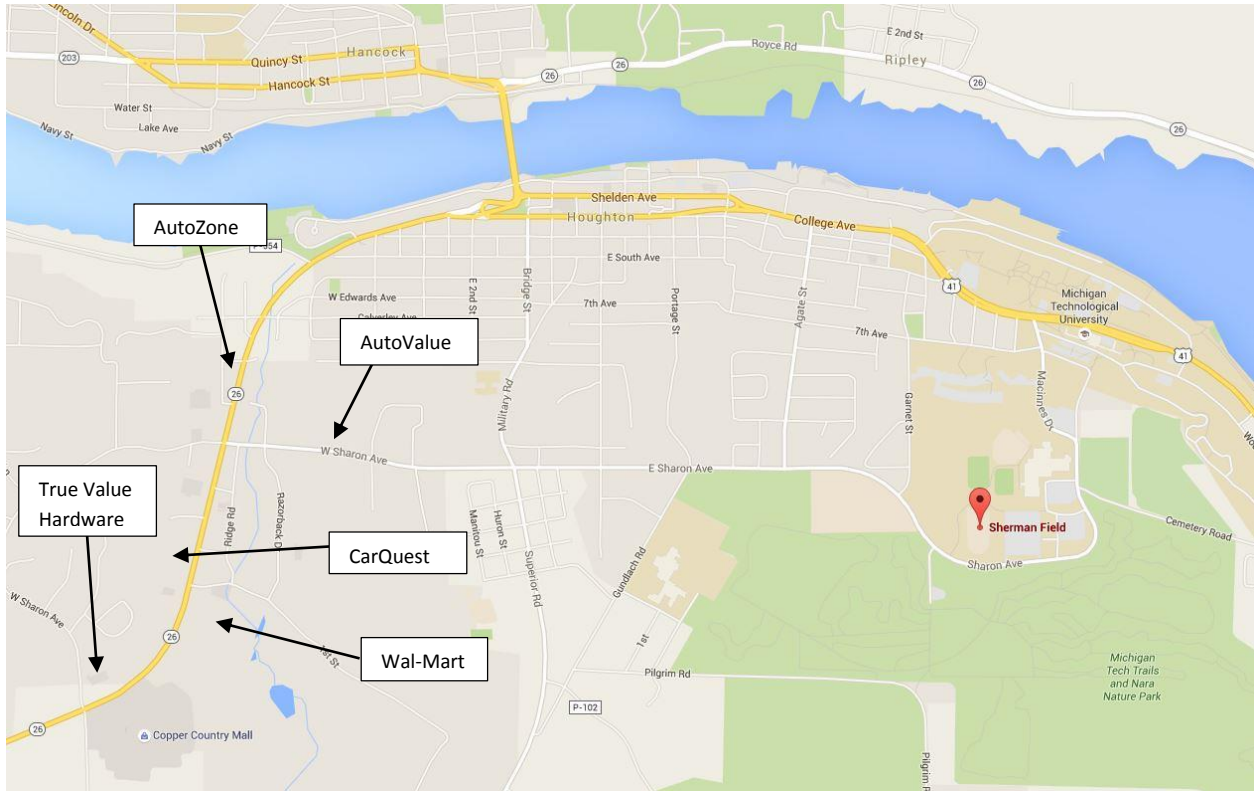 Lincoln Dr
203
Quincy St
Hancock
Hancock St
Water St
Lake Ave
Navy St
Navy St
26
26
Royce Rd
E 2nd St
Ripley
26
26
Shelden Ave
Houghton
College Ave
AutoZone
E South Ave
41
Michigan
Technological
University
41
W Edwards Ave
E 2nd St
Bridge St
7th Ave
Portage St
Agate St
7th Ave
Calverley Ave
AutoValue
26
Military Rd
Garnet St
Macinnes Dr
W Sharon Ave
E Sharon Ave
True Value
Hardware
Ridge Rd
Razorback D
Manitou St
Huron St
Superior Rd
Sherman Field
Cemetery Road
CarQuest
Gundlach Rd
Sharon Ave
W Sharon Ave
26
Wal-Mart
1st St
1st
Pilgrim Rd
Michigan
Tech Trails
and Nara
Nature Park
P-102
26
Copper Country Mall
Pilgrim R